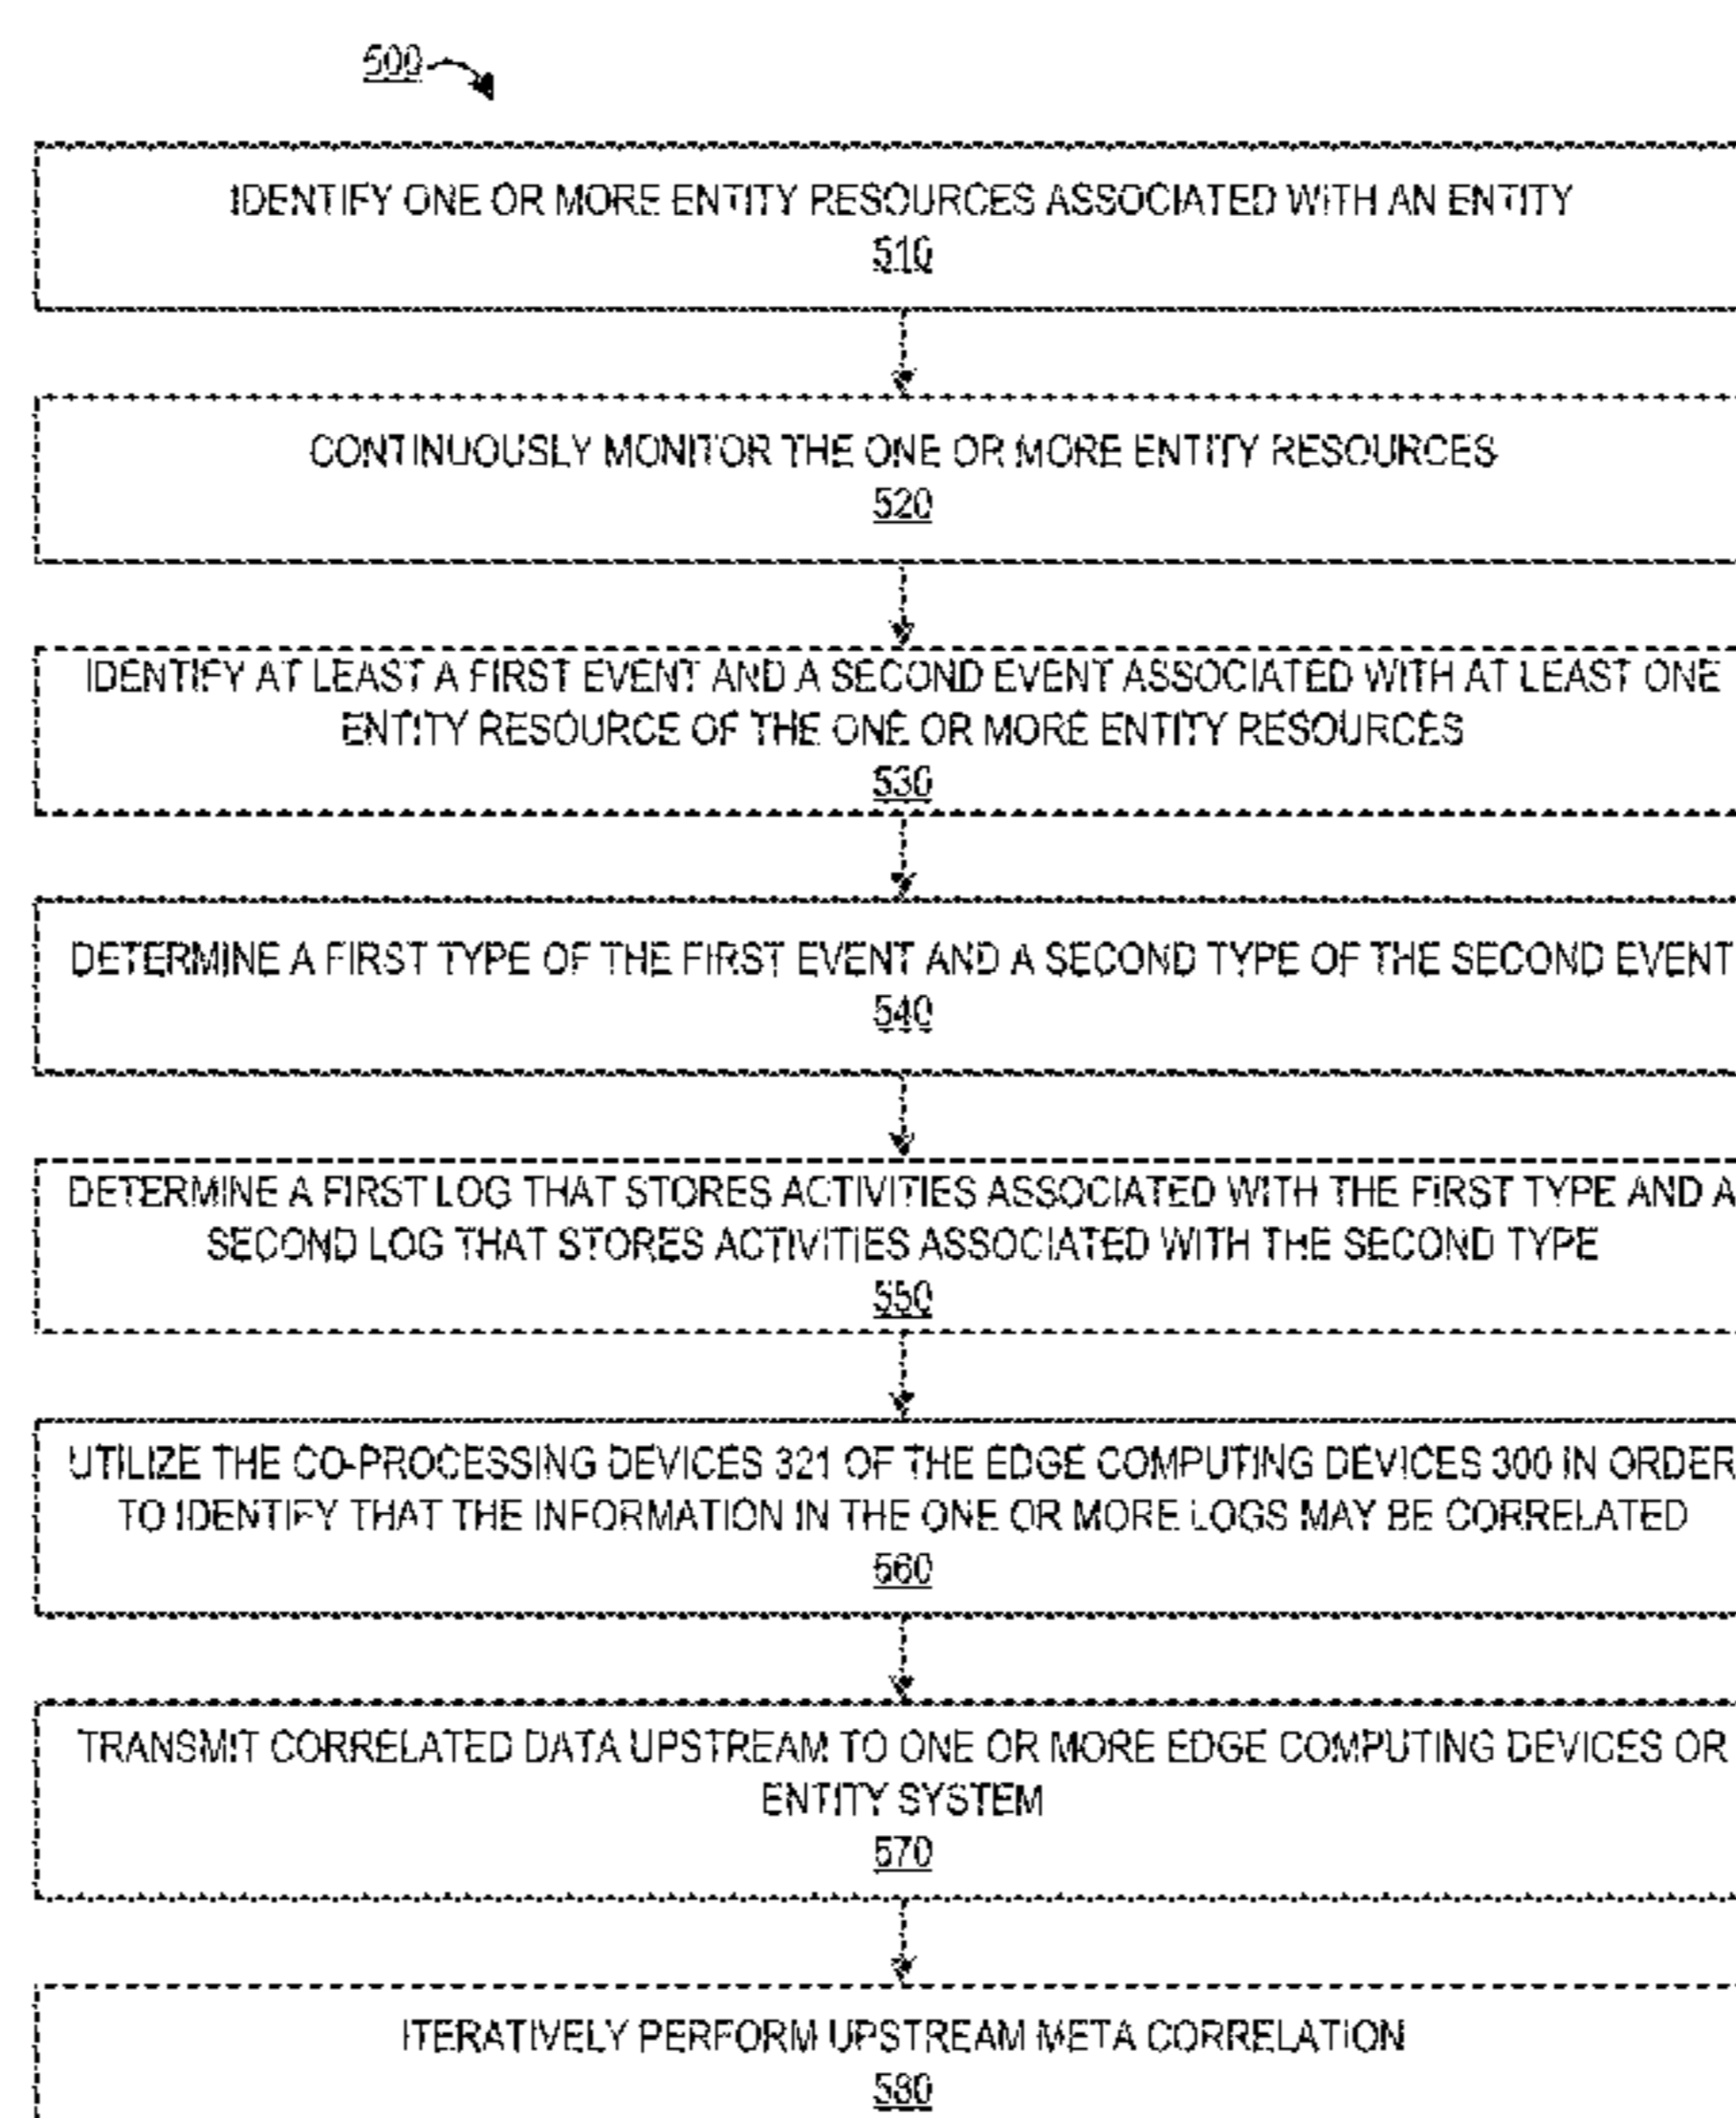 500
IDENTIFY ONE OR MORE ENTITY RESOURCES ASSOCIATED WITH AN ENTITY
510
CONTINUOUSLY MONITOR THE ONE OR MORE ENTITY RESOURCES
520
IDENTIFY AT LEAST A FIRST EVENT AND A SECOND EVENT ASSOCIATED WITH AT LEAST ONE
ENTITY RESOURCE OF THE ONE OR MORE ENTITY RESOURCES
530
DETERMINE A FIRST TYPE OF THE FIRST EVENT AND A SECOND TYPE OF THE SECOND EVENT
540
DETERMINE A FIRST LOG THAT STORES ACTIVITIES ASSOCIATED WITH THE FIRST TYPE AND A
SECOND LOG THAT STORES ACTIVITIES ASSOCIATED WITH THE SECOND TYPE
550
UTILIZE THE CO-PROCESSING DEVICES 321 OF THE EDGE COMPUTING DEVICES 300 IN ORDER
TO IDENTIFY THAT THE INFORMATION IN THE ONE OR MORE LOGS MAY BE CORRELATED
560
TRANSMIT CORRELATED DATA UPSTREAM TO ONE OR MORE EDGE COMPUTING DEVICES OR
ENTITY SYSTEM
570
ITERATIVELY PERFORM UPSTREAM META CORRELATION
580